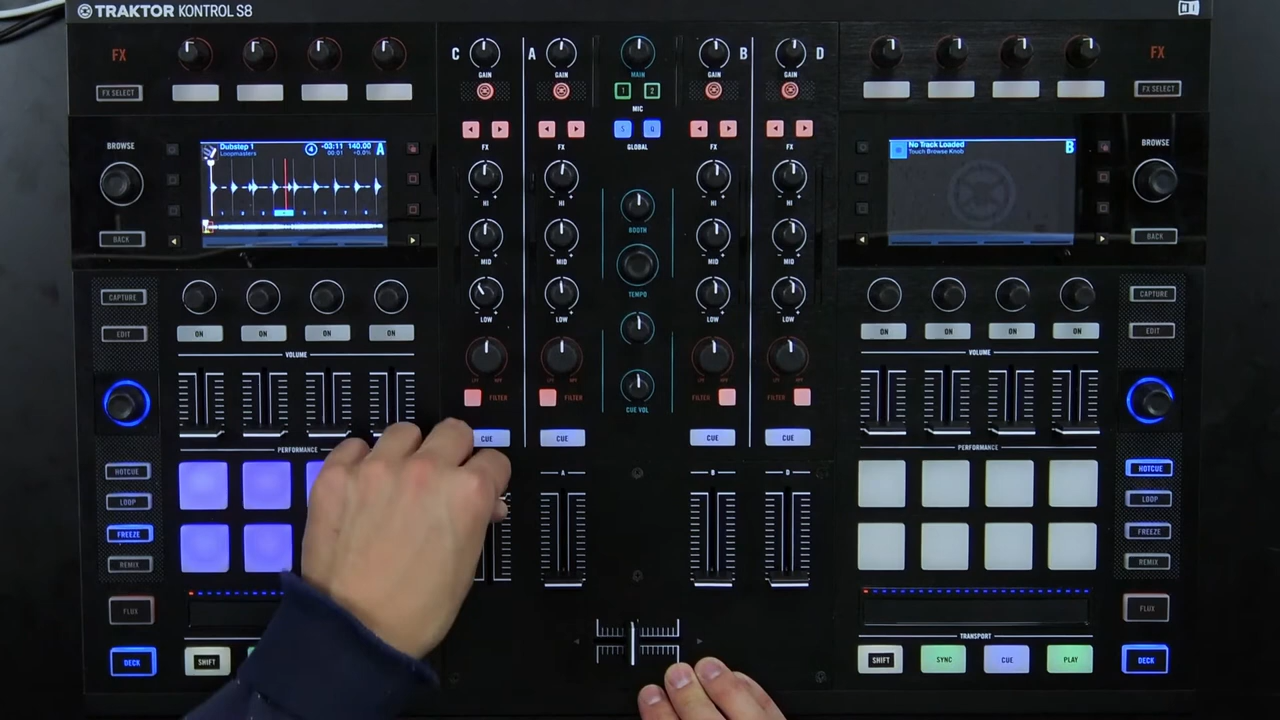 TRAKTOR KONTROL S8
FX
FX SELECT
C
GAIN
A
GAIN
MAIN
1 2
MIC
GAIN
B
GAIN
D
FX
FX SELECT
FX
FX
S Q
GLOBAL
FX
FX
BROWSE
BACK
Dubstep 1
Loopmasters
4
-03:11 140.00
00:01 +0.0%
A
HI
HI
BOOTH
HI
HI
MID
MID
MID
MID
TEMPO
LOW
LOW
LOW
LOW
No Track Loaded
Touch Browse Knob
B
BROWSE
BACK
CAPTURE
EDIT
ON ON ON ON
VOLUME
PERFORMANCE
FILTER
FILTER
CUE VOL
FILTER
FILTER
CUE
CUE
CUE
CUE
A
B
D
ON ON ON ON
VOLUME
PERFORMANCE
CAPTURE
EDIT
HOTCUE
LOOP
FREEZE
REMIX
FLUX
DECK
SHIFT
HOTCUE
LOOP
FREEZE
REMIX
FLUX
TRANSPORT
SHIFT SYNC CUE PLAY
DECK